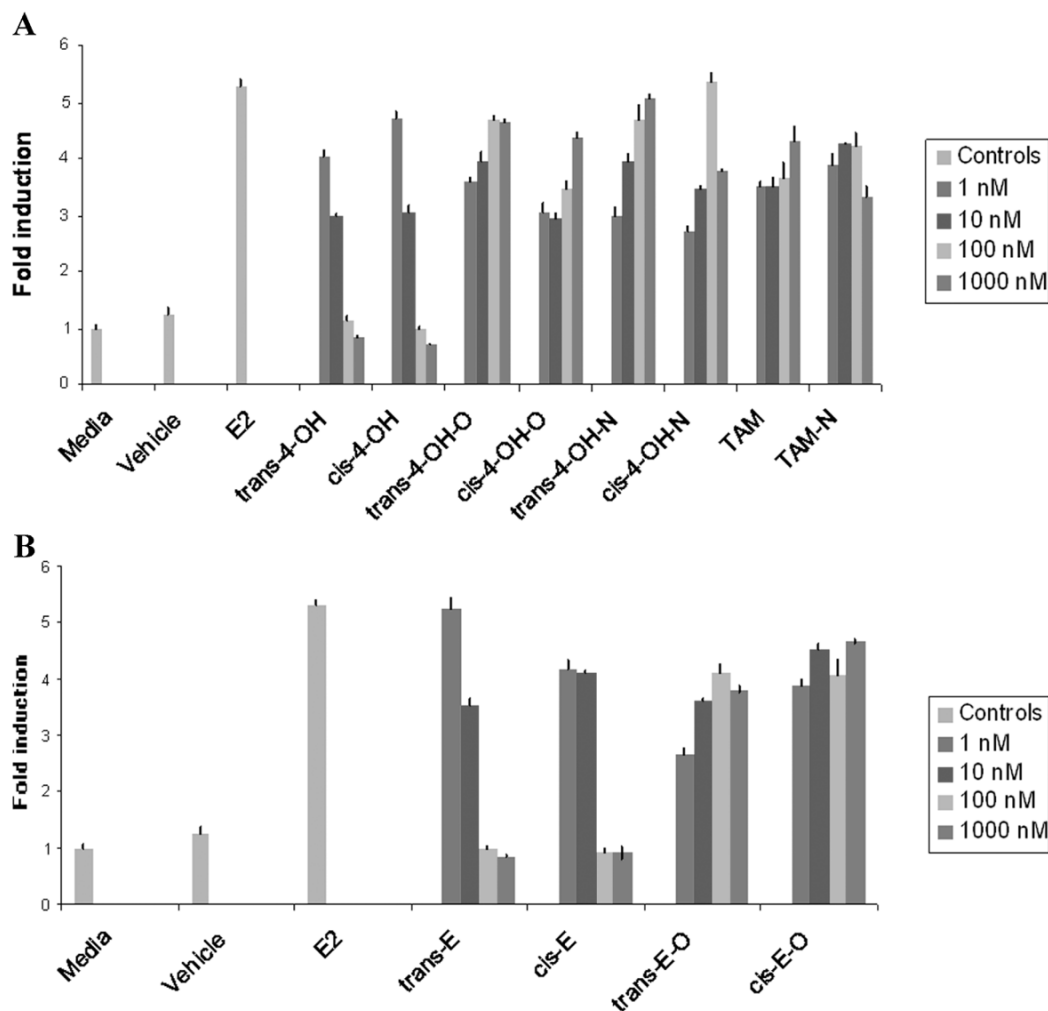 A
Fold induction
6
5
4
3
2
1
0
Media
Vehicle
E2
trans-4-OH
cis-4-OH
trans-4-OH-O
cis-4-OH-O
trans-4-OH-N
cis-4-OH-N
TAM
TAM-N
Controls
1 nM
10 nM
100 nM
1000 nM
B
Fold induction
6
5
4
3
2
1
0
Media
Vehicle
E2
trans-E
cis-E
trans-E-O
cis-E-O
Controls
1 nM
10 nM
100 nM
1000 nM